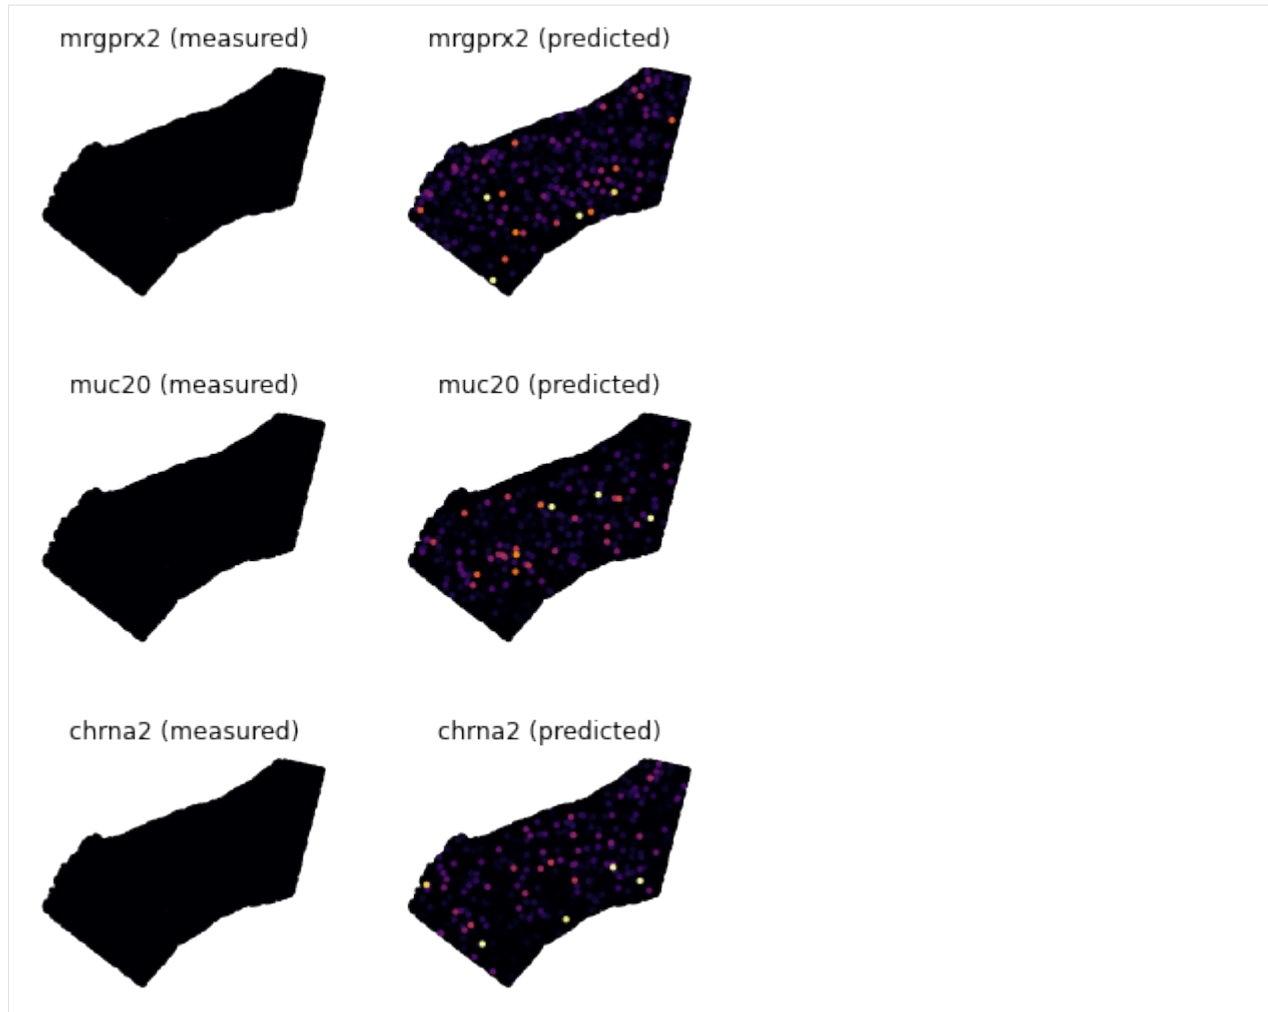 mrgprx2 (measured) mrgprx2 (predicted)
muc20 (measured) muc20 (predicted)
chrna2 (measured) chrna2 (predicted)